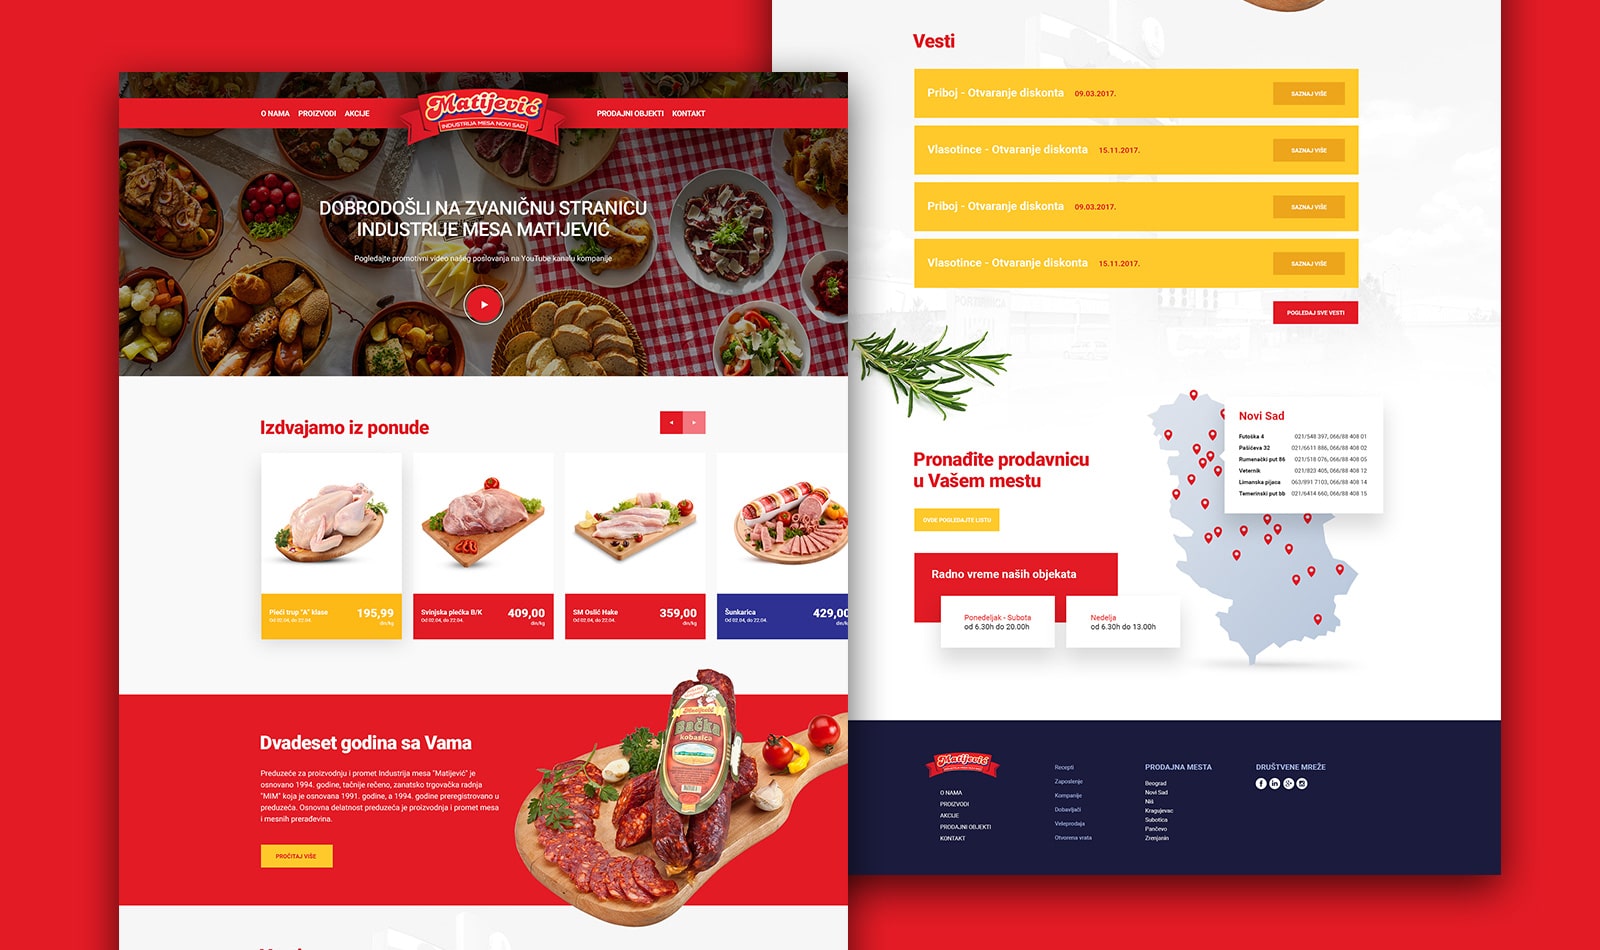 O NAMA PROIZVODI AKCIJE
Matijević
INDUSTRIJA MESA NOVI SAD
PRODAJNI OBJEKTI KONTAKT
DOBRODOŠLI NA ZVANIČNU STRANICU
INDUSTRIJE MESA MATIJEVIĆ
Pogledajte promotivni video našeg poslovanja na YouTube kanalu kompanije
Izdvajamo iz ponude
Pleći trup "A" klase 195,99
Od 02.04. do 22.04. din/kg
Svinjska plećka B/K 409,00
Od 02.04. do 22.04. din/kg
SM Oslić Hake 359,00
Od 02.04. do 22.04. din/kg
Šunkarica 429,00
Od 02.04. do 22.04.
Dvadeset godina sa Vama
Preduzeće za proizvodnju i promet Industrija mesa "Matijević" je
osnovano 1994. godine, tačnije rečeno, zanatsko trgovačka radnja
"MIM" koja je osnovana 1991. godine, a 1994. godine preregistrovano u
preduzeća. Osnovna delatnost preduzeća je proizvodnja i promet mesa
i mesnih prerađevina.
PROČITAJ VIŠE
Matijević
Bačka
kobasica
Vesti
Priboj - Otvaranje diskonta 09.03.2017.
SAZNAJ VIŠE
Vlasotince - Otvaranje diskonta 15.11.2017.
SAZNAJ VIŠE
Priboj - Otvaranje diskonta 09.03.2017.
SAZNAJ VIŠE
Vlasotince - Otvaranje diskonta 15.11.2017.
SAZNAJ VIŠE
POGLEDAJ SVE VESTI
Pronađite prodavnicu
u Vašem mestu
OVDE POGLEDAJTE LISTU
Novi Sad
Futoška 4 021/548 397, 066/88 408 01
Pašićeva 32 021/6611 886, 066/88 408 02
Rumenački put 86 021/518 076, 066/88 408 05
Veternik 021/823 405, 066/88 408 12
Limanska pijaca 063/891 7103, 066/88 408 14
Temerinski put bb 021/6414 660, 066/88 408 15
Radno vreme naših objekata
Ponedeljak - Subota
od 6.30h do 20.00h
Nedelja
od 6.30h do 13.00h
Matijević
O NAMA
PROIZVODI
AKCIJE
PRODAJNI OBJEKTI
KONTAKT
Recepti
Zaposlenje
Kompanije
Dobavljači
Veleprodaja
Otvorena vrata
PRODAJNA MESTA
Beograd
Novi Sad
Niš
Kragujevac
Subotica
Pančevo
Zrenjanin
DRUŠTVENE MREŽE